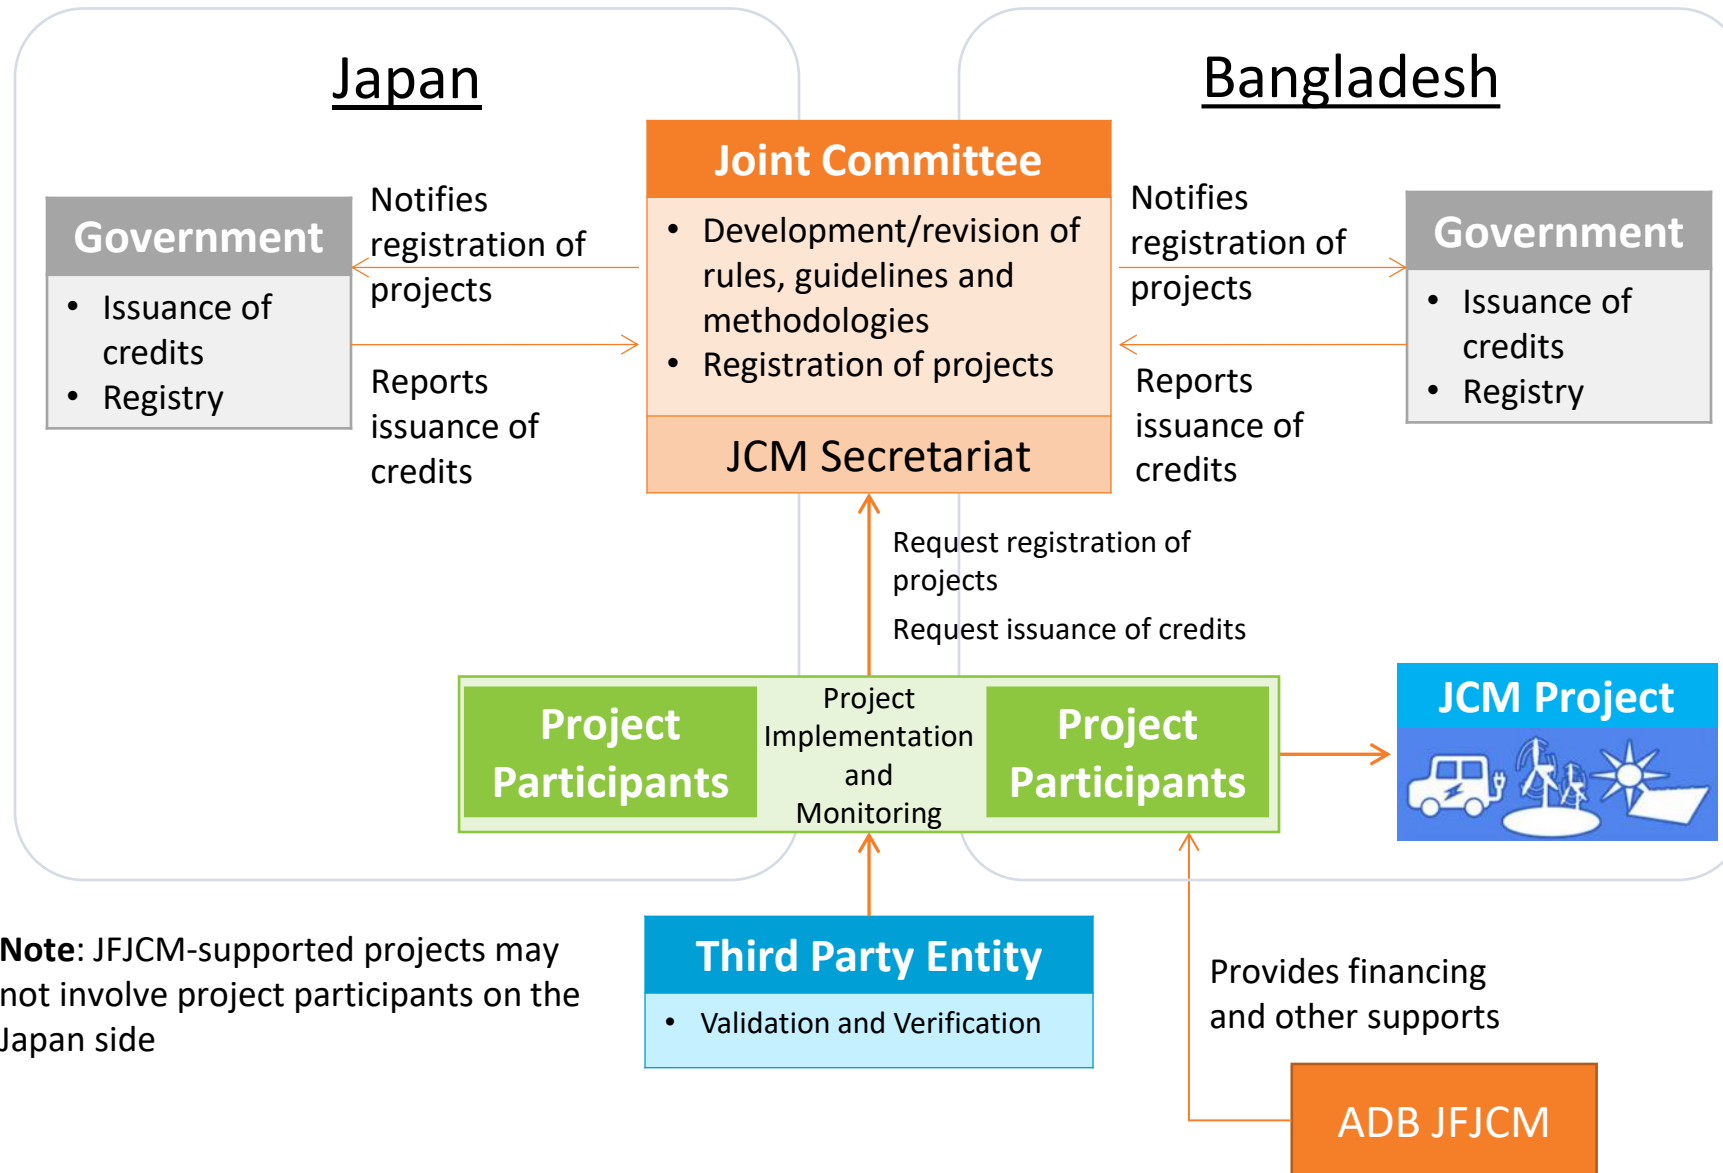 Japan
Bangladesh
Joint Committee
• Development/revision of
rules, guidelines and
methodologies
• Registration of projects
JCM Secretariat
Government
• Issuance of
credits
• Registry
Notifies
registration of
projects
Reports
issuance of
credits
Notifies
registration of
projects
Reports
issuance of
credits
Government
• Issuance of
credits
• Registry
Request registration of
projects
Request issuance of credits
Project
Participants
Project
Implementation
and
Monitoring
Project
Participants
JCM Project
Third Party Entity
• Validation and Verification
Note: JFJCM-supported projects may
not involve project participants on the
Japan side
Provides financing
and other supports
ADB JFJCM